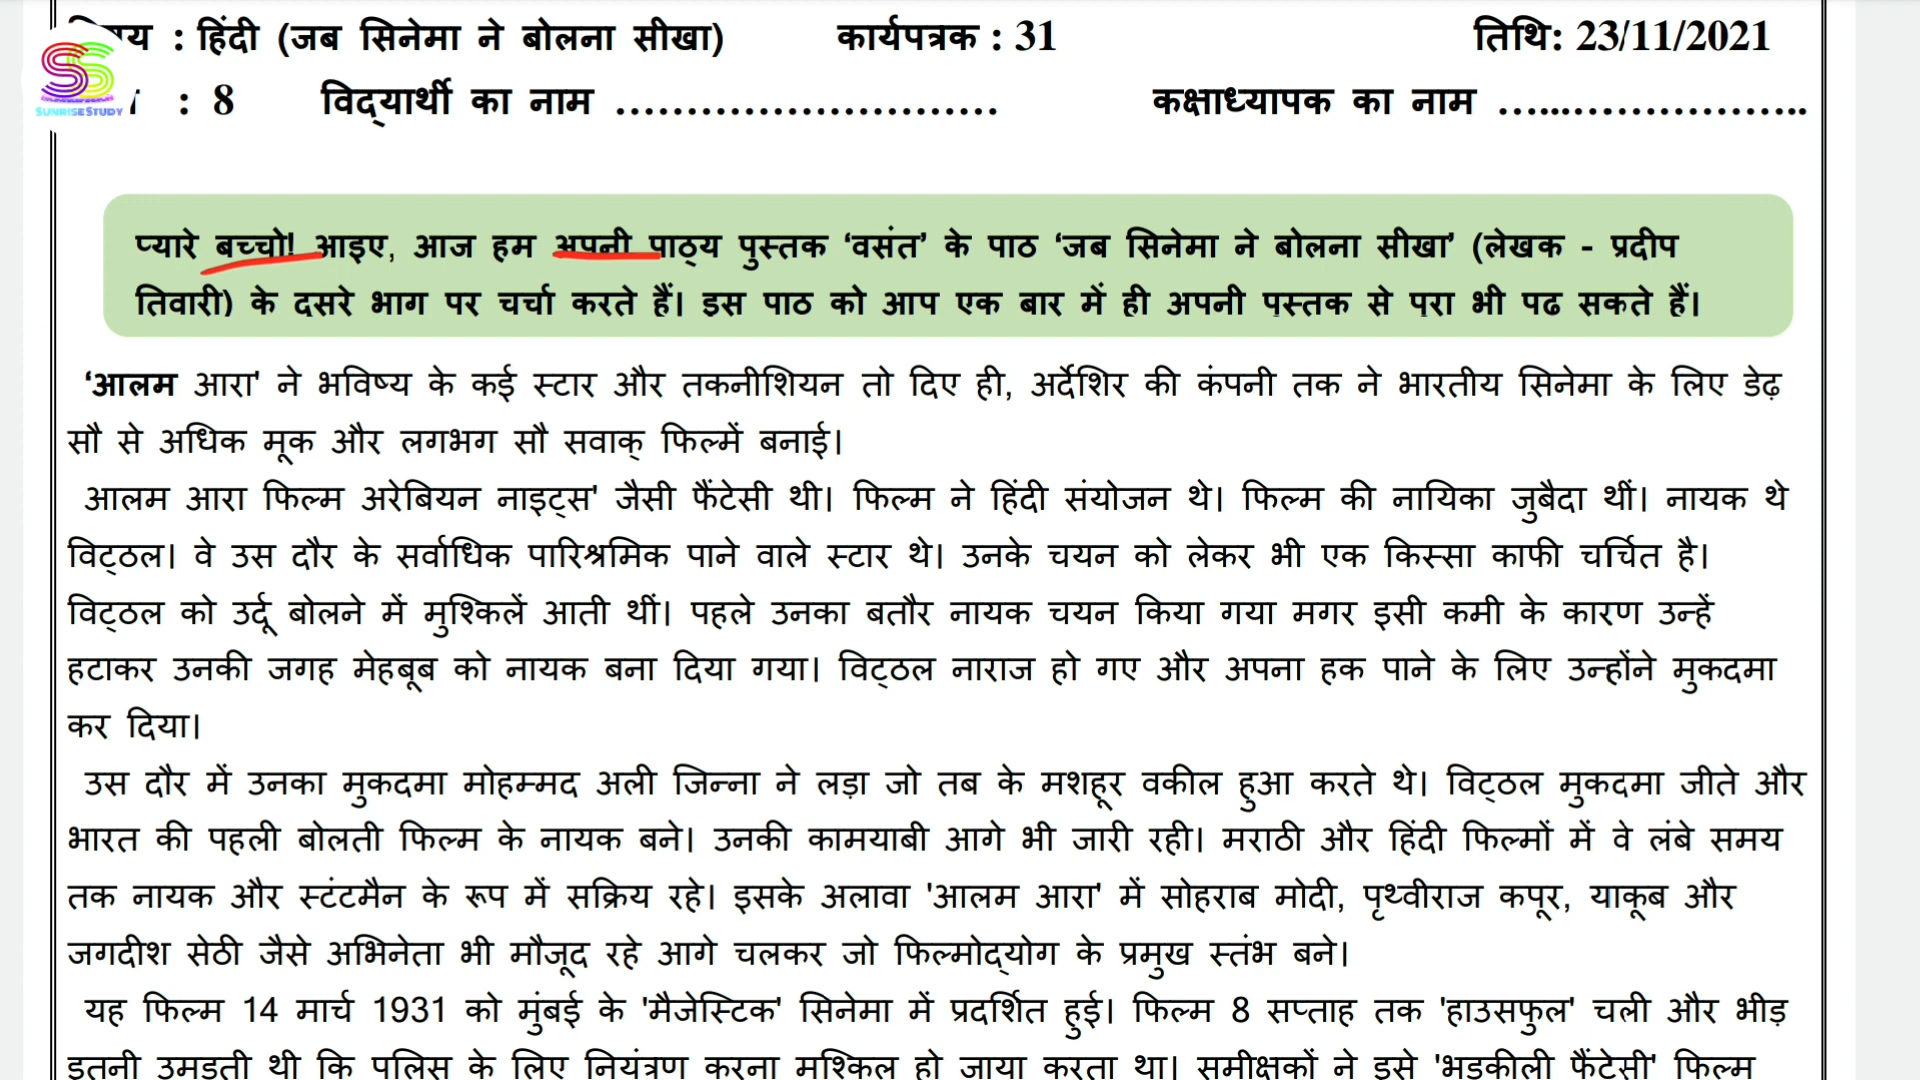 य : हिंदी (जब सिनेमा ने बोलना सीखा) कार्यपत्रक : 31 तिथि: 23/11/2021
SUNRISE STUDY : 8 विद्यार्थी का नाम ........................... कक्षाध्यापक का नाम ......................
प्यारे बच्चो! आइए, आज हम अपनी पाठ्य पुस्तक ‘वसंत’ के पाठ ‘जब सिनेमा ने बोलना सीखा’ (लेखक - प्रदीप
तिवारी) के दूसरे भाग पर चर्चा करते हैं। इस पाठ को आप एक बार में ही अपनी पुस्तक से पूरा भी पढ़ सकते हैं।
‘आलम आरा' ने भविष्य के कई स्टार और तकनीशियन तो दिए ही, अर्देशिर की कंपनी तक ने भारतीय सिनेमा के लिए डेढ़
सौ से अधिक मूक और लगभग सौ सवाक् फिल्में बनाई।
आलम आरा फिल्म अरेबियन नाइट्स' जैसी फैंटेसी थी। फिल्म ने हिंदी संयोजन थे। फिल्म की नायिका जुबैदा थीं। नायक थे
विट्ठल। वे उस दौर के सर्वाधिक पारिश्रमिक पाने वाले स्टार थे। उनके चयन को लेकर भी एक किस्सा काफी चर्चित है।
विट्ठल को उर्दू बोलने में मुश्किलें आती थीं। पहले उनका बतौर नायक चयन किया गया मगर इसी कमी के कारण उन्हें
हटाकर उनकी जगह मेहबूब को नायक बना दिया गया। विट्ठल नाराज हो गए और अपना हक पाने के लिए उन्होंने मुकदमा
कर दिया।
उस दौर में उनका मुकदमा मोहम्मद अली जिन्ना ने लड़ा जो तब के मशहूर वकील हुआ करते थे। विट्ठल मुकदमा जीते और
भारत की पहली बोलती फिल्म के नायक बने। उनकी कामयाबी आगे भी जारी रही। मराठी और हिंदी फिल्मों में वे लंबे समय
तक नायक और स्टंटमैन के रूप में सक्रिय रहे। इसके अलावा 'आलम आरा' में सोहराब मोदी, पृथ्वीराज कपूर, याकूब और
जगदीश सेठी जैसे अभिनेता भी मौजूद रहे आगे चलकर जो फिल्मोद्योग के प्रमुख स्तंभ बने।
यह फिल्म 14 मार्च 1931 को मुंबई के 'मैजेस्टिक' सिनेमा में प्रदर्शित हुई। फिल्म 8 सप्ताह तक 'हाउसफुल' चली और भीड़
इतनी उमड़ती थी कि पुलिस के लिए नियंत्रण करना मुश्किल हो जाया करता था। समीक्षकों ने इसे 'भड़कीली फैंटेसी' फिल्म